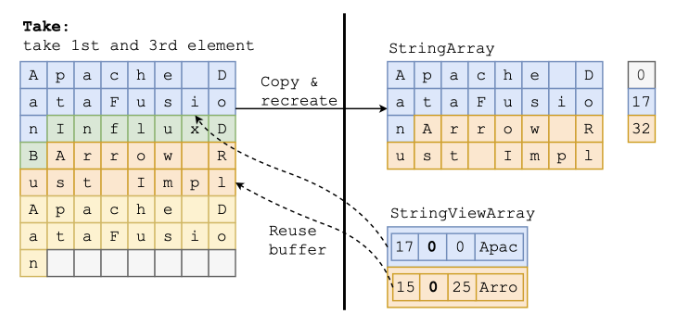 Take:
take 1st and 3rd element
A p a c h e D
a t a F u s i o
n I n f l u x D
B A r r o w R
u s t I m p l
A p a c h e D
a t a F u s i o
n
Copy &
recreate
Reuse
buffer
StringArray
A p a c h e D
a t a F u s i o
n A r r o w R
u s t I m p l
0
17
32
StringViewArray
17 0 0 Apac
15 0 25 Arro